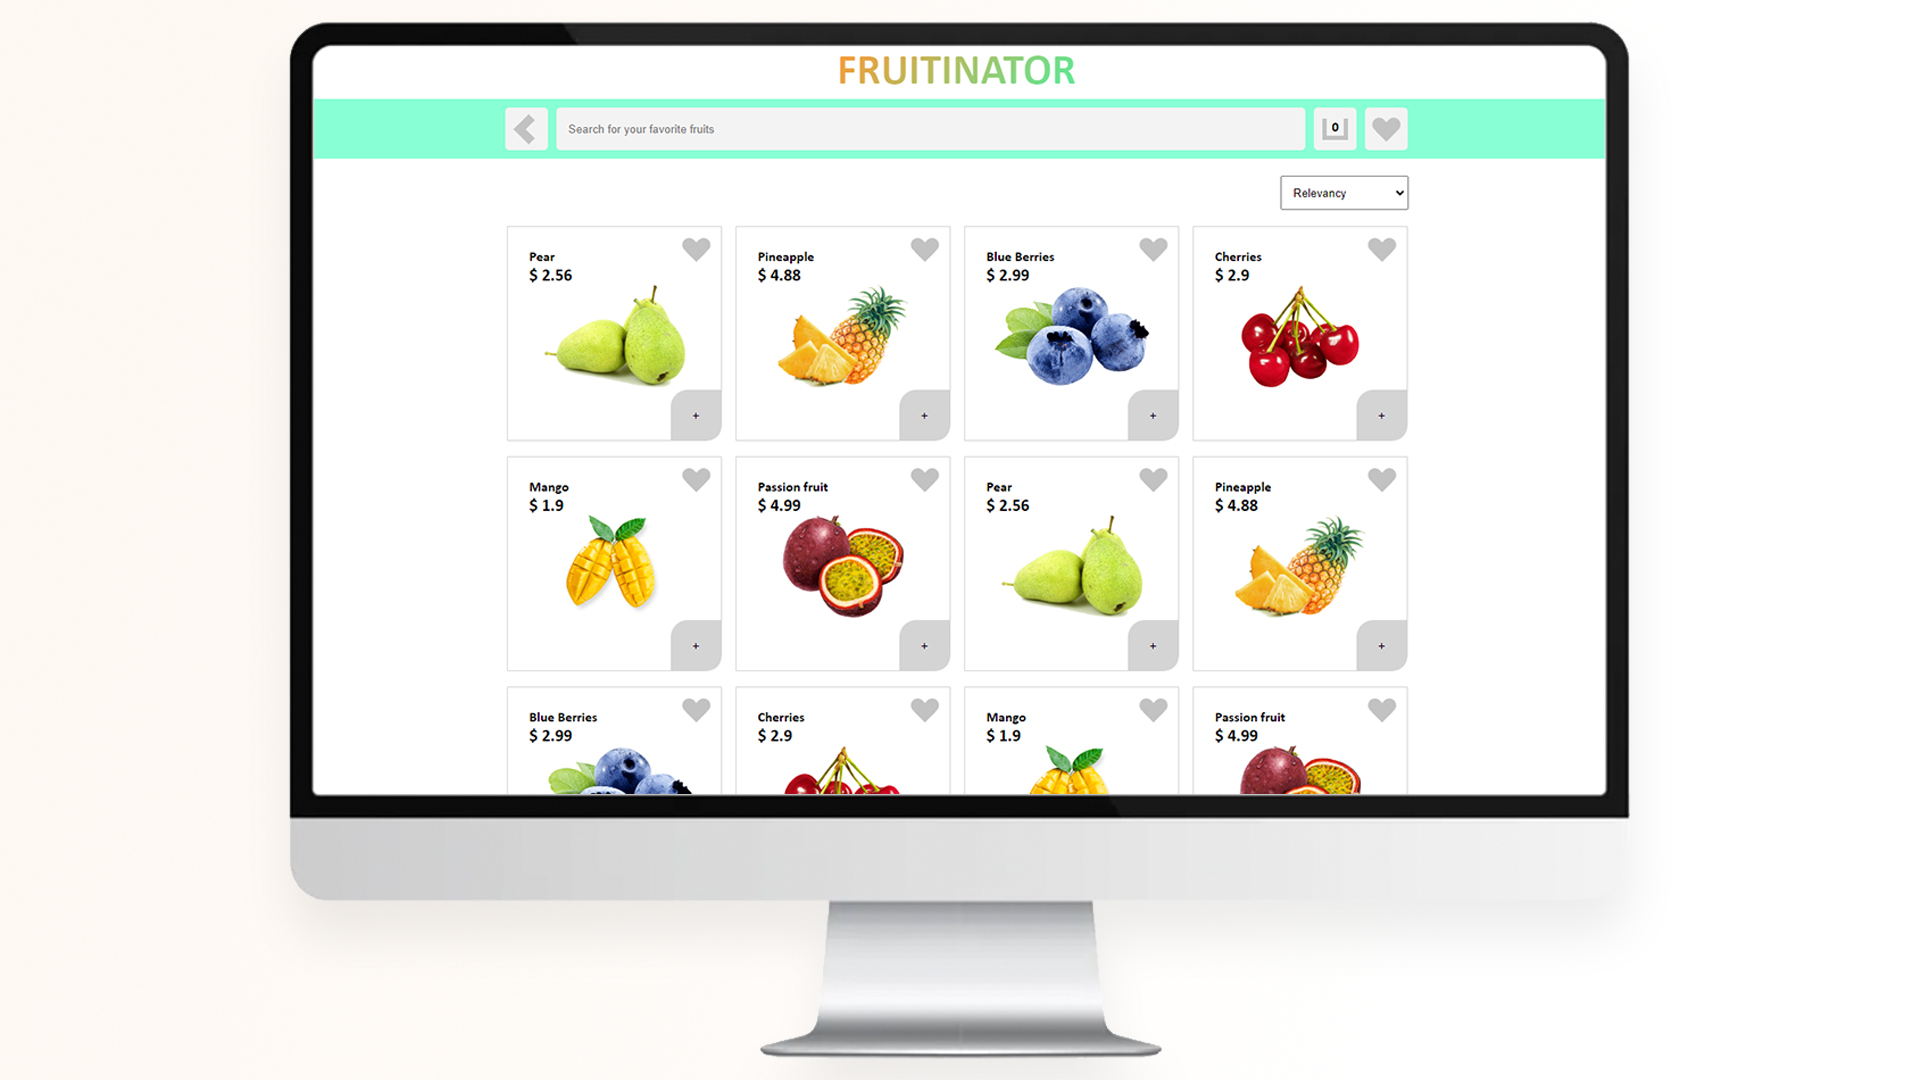 FRUITINATOR
Search for your favorite fruits
0
Relevancy
Pear
$ 2.56
+
Pineapple
$ 4.88
+
Blue Berries
$ 2.99
+
Cherries
$ 2.9
+
Mango
$ 1.9
+
Passion fruit
$ 4.99
+
Pear
$ 2.56
+
Pineapple
$ 4.88
+
Blue Berries
$ 2.99
Cherries
$ 2.9
Mango
$ 1.9
Passion fruit
$ 4.99